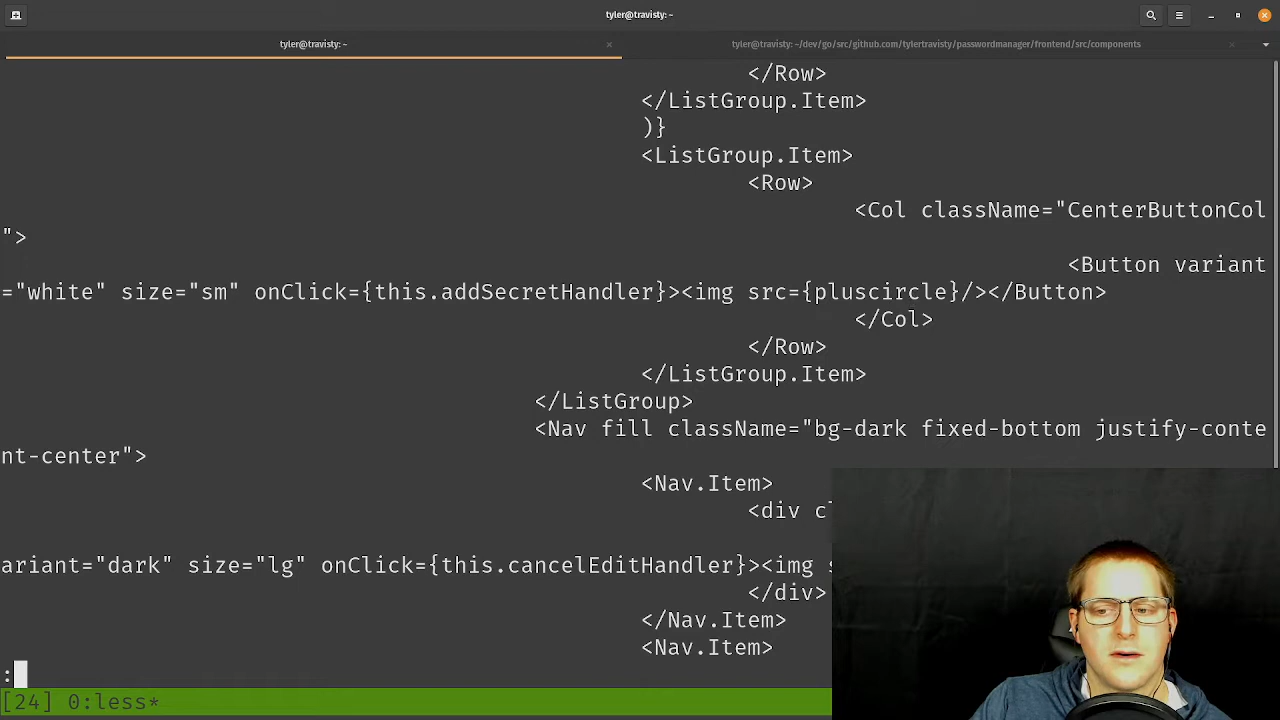 tyler@travisty: ~
tyler@travisty: ~
tyler@travisty: ~/dev/go/src/github.com/tylertravisty/passwordmanager/frontend/src/components
</Row>
</ListGroup.Item>
)}
<ListGroup.Item>
<Row>
<Col className="CenterButtonCol
">
<Button variant
="white" size="sm" onClick={this.addSecretHandler}><img src={pluscircle}/></Button>
</Col>
</Row>
</ListGroup.Item>
</ListGroup>
<Nav fill className="bg-dark fixed-bottom justify-conte
nt-center">
<Nav.Item>
<div cl
ariant="dark" size="lg" onClick={this.cancelEditHandler}><img s
</div>
</Nav.Item>
<Nav.Item>
:
[24] 0:less*